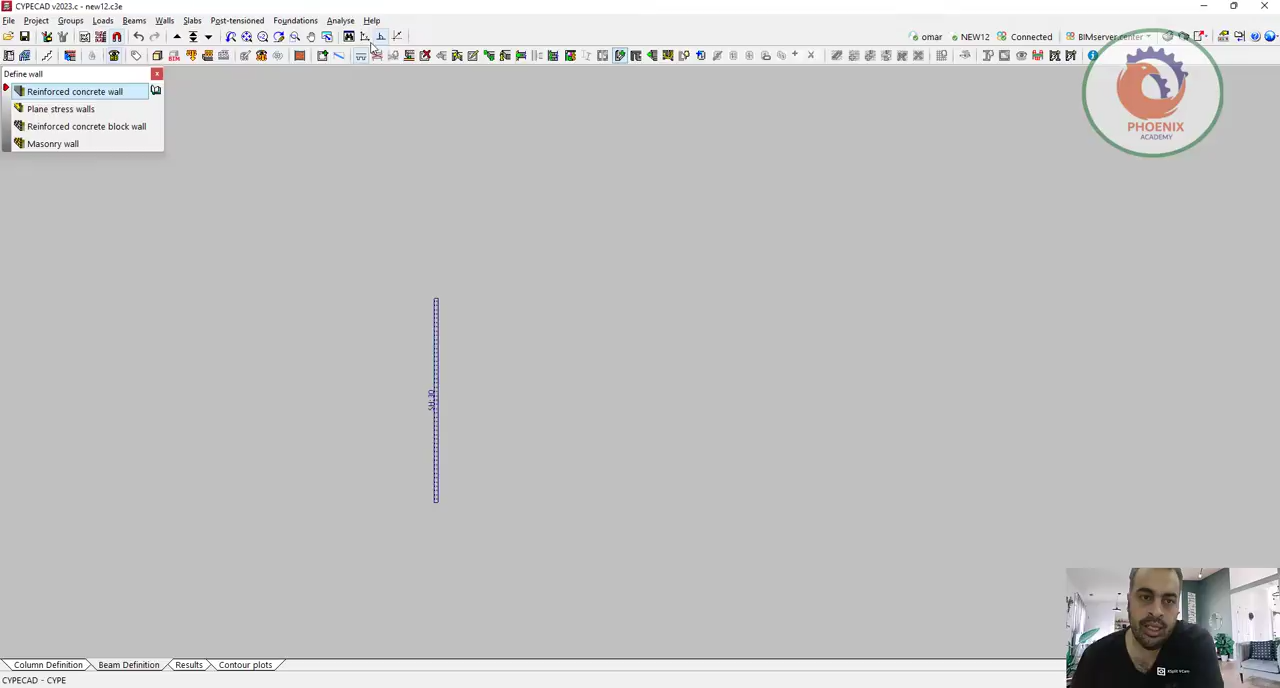 CYPECAD v2023.c - new12.c3e
File Project Groups Loads Beams Walls Slabs Post-tensioned Foundations Analyse Help
omar NEW12 Connected BIMserver.center
Define wall
Reinforced concrete wall
Plane stress walls
Reinforced concrete block wall
Masonry wall
PHOENIX
ACADEMY
Column Definition Beam Definition Results Contour plots
CYPECAD - CYPE